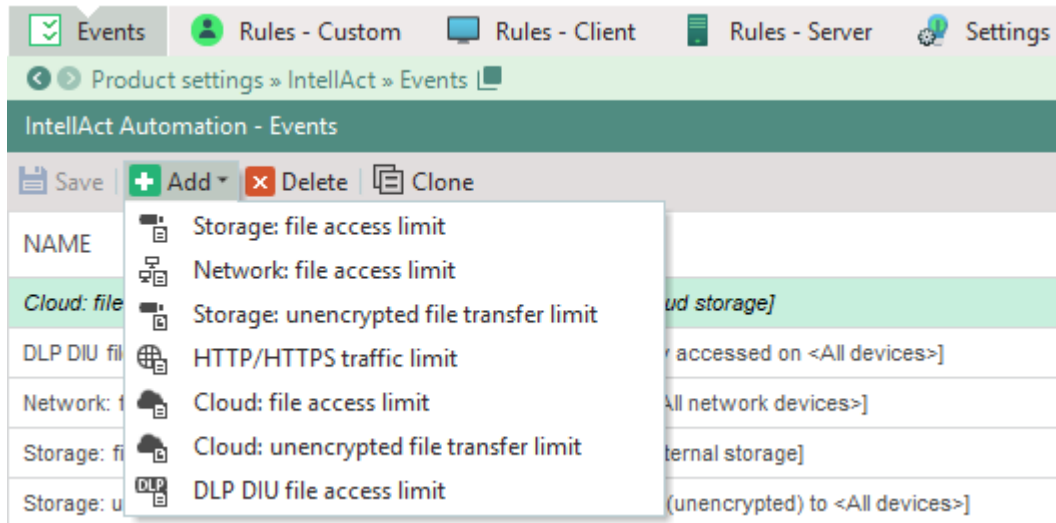 Events Rules - Custom Rules - Client Rules - Server Settings
Product settings » IntellAct » Events
IntellAct Automation - Events
Save Add Delete Clone
NAME
Storage: file access limit
Network: file access limit
Storage: unencrypted file transfer limit
HTTP/HTTPS traffic limit
Cloud: file access limit
Cloud: unencrypted file transfer limit
DLP DIU file access limit
Cloud: file ud storage]
DLP DIU fil accessed on <All devices>]
Network: f All network devices>]
Storage: fi ternal storage]
Storage: u (unencrypted) to <All devices>]